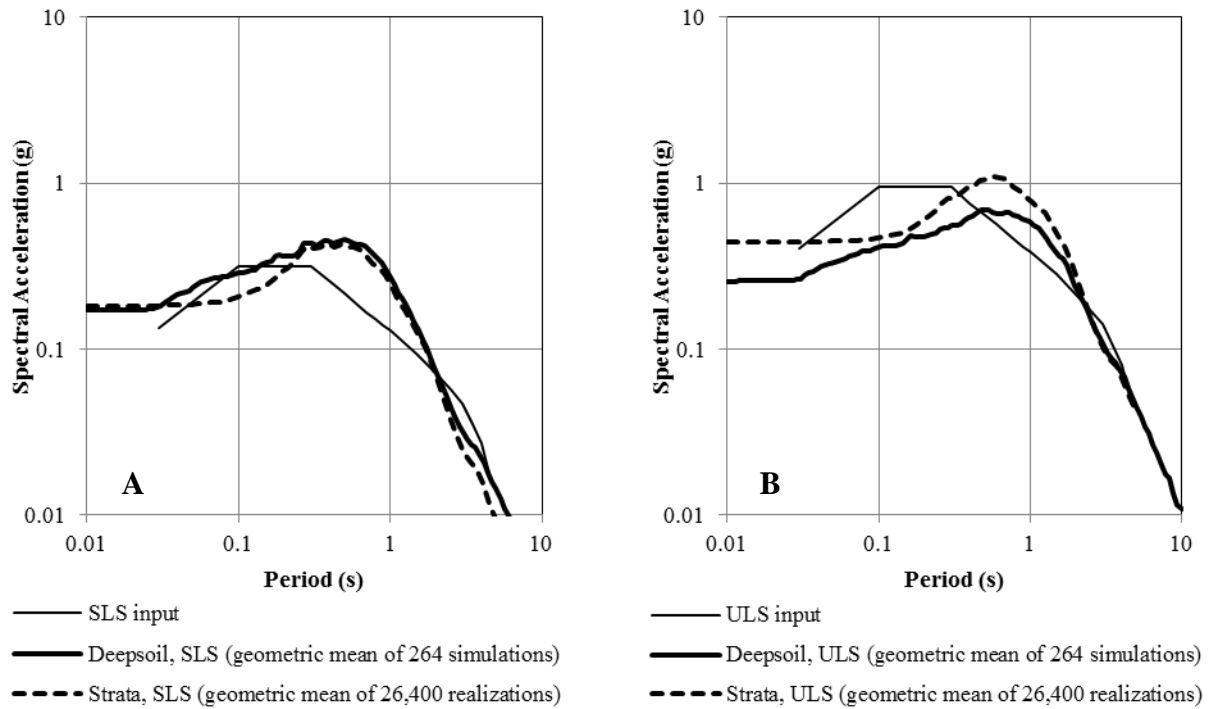 10
1
0.1
0.01
Spectral Acceleration (g)
A
0.01 0.1 1 10
Period (s)
SLS input
Deepsoil, SLS (geometric mean of 264 simulations)
Strata, SLS (geometric mean of 26,400 realizations)
10
1
0.1
0.01
Spectral Acceleration (g)
B
0.01 0.1 1 10
Period (s)
ULS input
Deepsoil, ULS (geometric mean of 264 simulations)
Strata, ULS (geometric mean of 26,400 realizations)